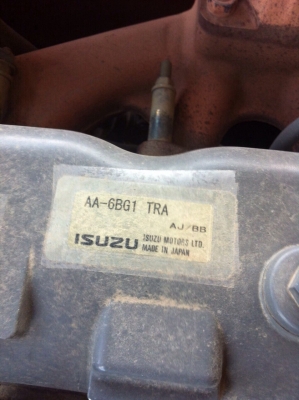 AA-6BG1 TRA
AJ/BB
ISUZU ISUZU MOTORS LTD.
MADE IN JAPAN